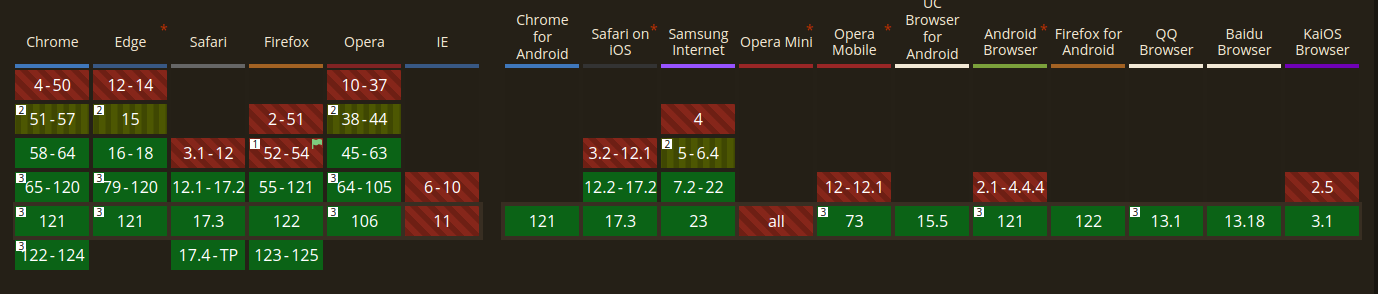 UC
Chrome Browser
for Safari on * Samsung Opera * for Android * Firefox for QQ Baidu KaiOS
Chrome Edge * Safari Firefox Opera IE Android iOS Internet Opera Mini * Mobile Android Browser Android Browser Browser Browser
4-50 12-14 10-37
2 51-57 2 15 2-51 2 38-44 4
58-64 16-18 3.1-12 1 52-54 45-63 3.2-12.1 2 5-6.4
3 65-120 3 79-120 12.1-17.2 55-121 3 64-105 6-10 12.2-17.2 7.2-22 12-12.1 2.1-4.4.4 2.5
3 121 3 121 17.3 122 3 106 11 121 17.3 23 all 3 73 15.5 3 121 122 3 13.1 13.18 3.1
3 122-124 17.4-TP 123-125